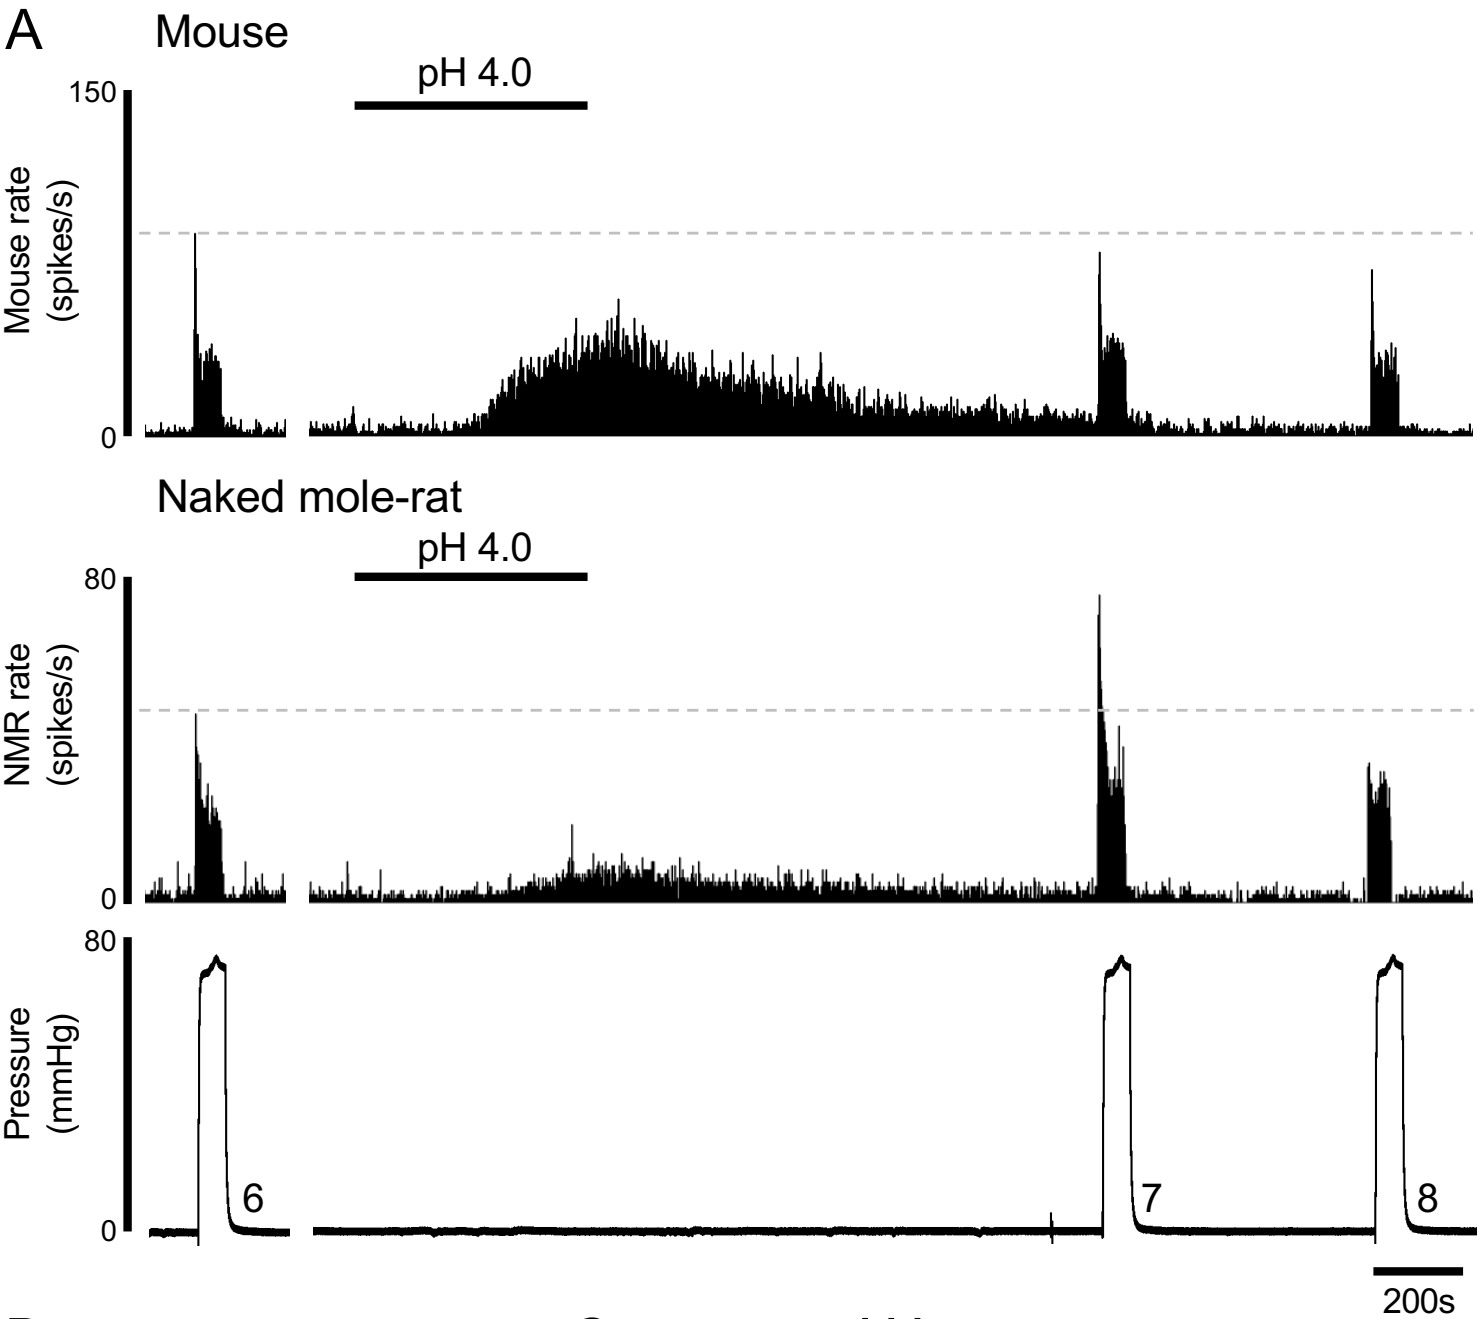 A
Mouse
pH 4.0
150
Mouse rate
(spikes/s)
0
Naked mole-rat
pH 4.0
80
NMR rate
(spikes/s)
0
80
Pressure
(mmHg)
0
6
7
8
200s